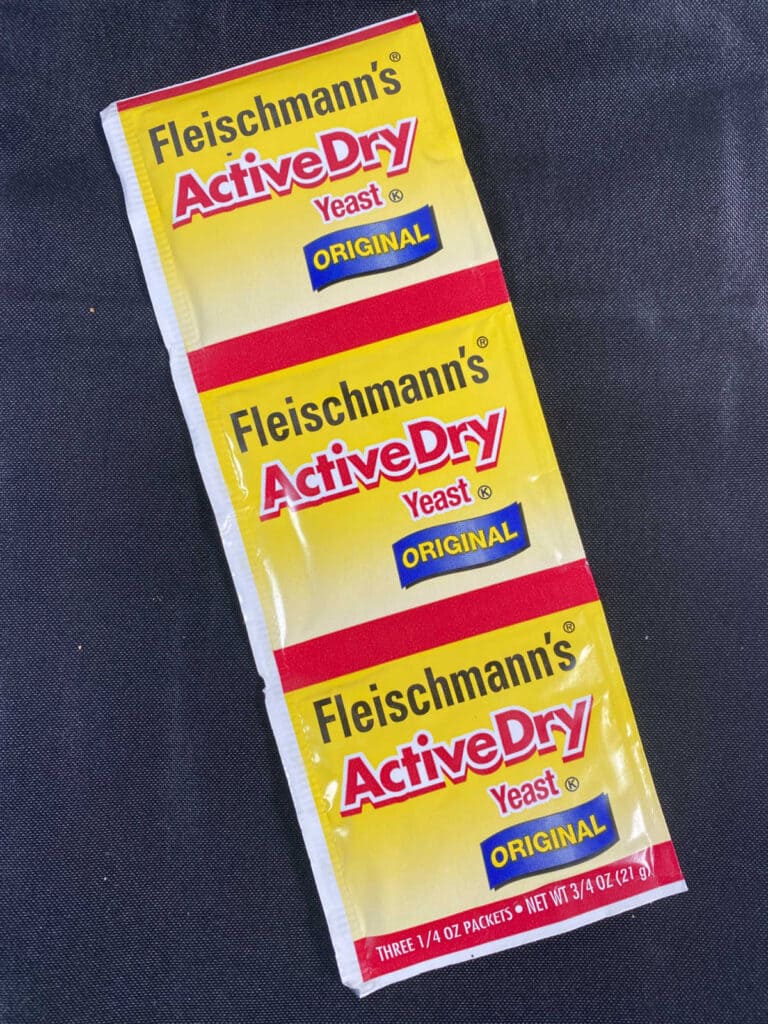 Fleischmann's®
ActiveDry
Yeast Ⓚ
ORIGINAL
Fleischmann's®
ActiveDry
Yeast Ⓚ
ORIGINAL
Fleischmann's®
ActiveDry
Yeast Ⓚ
ORIGINAL
THREE 1/4 OZ PACKETS • NET WT 3/4 OZ (21 g)